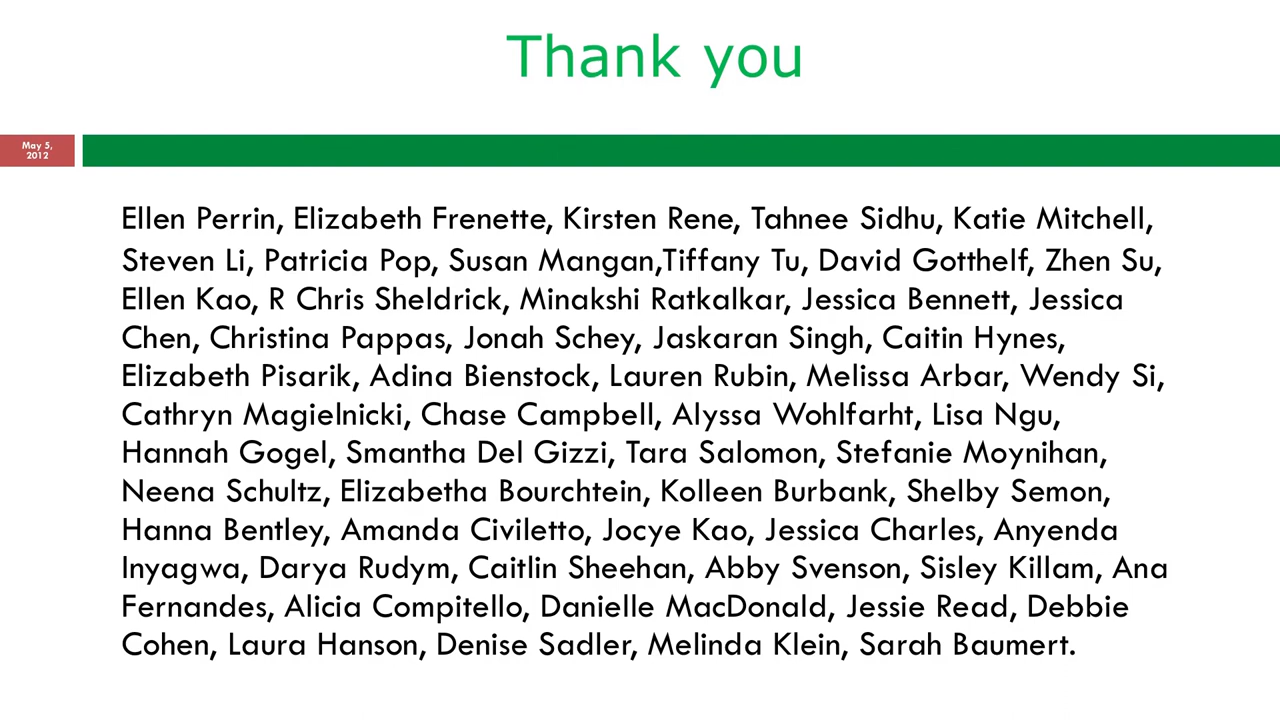 Thank you
May 5,
2012
Ellen Perrin, Elizabeth Frenette, Kirsten Rene, Tahnee Sidhu, Katie Mitchell,
Steven Li, Patricia Pop, Susan Mangan,Tiffany Tu, David Gotthelf, Zhen Su,
Ellen Kao, R Chris Sheldrick, Minakshi Ratkalkar, Jessica Bennett, Jessica
Chen, Christina Pappas, Jonah Schey, Jaskaran Singh, Caitin Hynes,
Elizabeth Pisarik, Adina Bienstock, Lauren Rubin, Melissa Arbar, Wendy Si,
Cathryn Magielnicki, Chase Campbell, Alyssa Wohlfarht, Lisa Ngu,
Hannah Gogel, Smantha Del Gizzi, Tara Salomon, Stefanie Moynihan,
Neena Schultz, Elizabetha Bourchtein, Kolleen Burbank, Shelby Semon,
Hanna Bentley, Amanda Civiletto, Jocye Kao, Jessica Charles, Anyenda
Inyagwa, Darya Rudym, Caitlin Sheehan, Abby Svenson, Sisley Killam, Ana
Fernandes, Alicia Compitello, Danielle MacDonald, Jessie Read, Debbie
Cohen, Laura Hanson, Denise Sadler, Melinda Klein, Sarah Baumert.